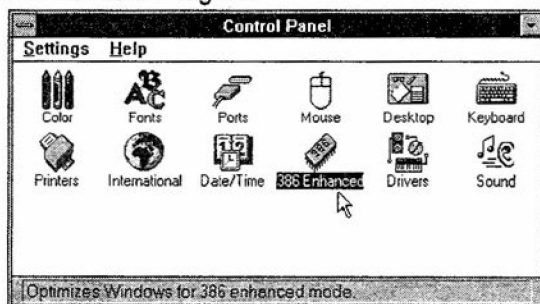 Control Panel
Settings Help
Color Fonts Ports Mouse Desktop Keyboard
386
Printers International Date/Time 386 Enhanced Drivers Sound
Optimizes Windows for 386 enhanced mode.